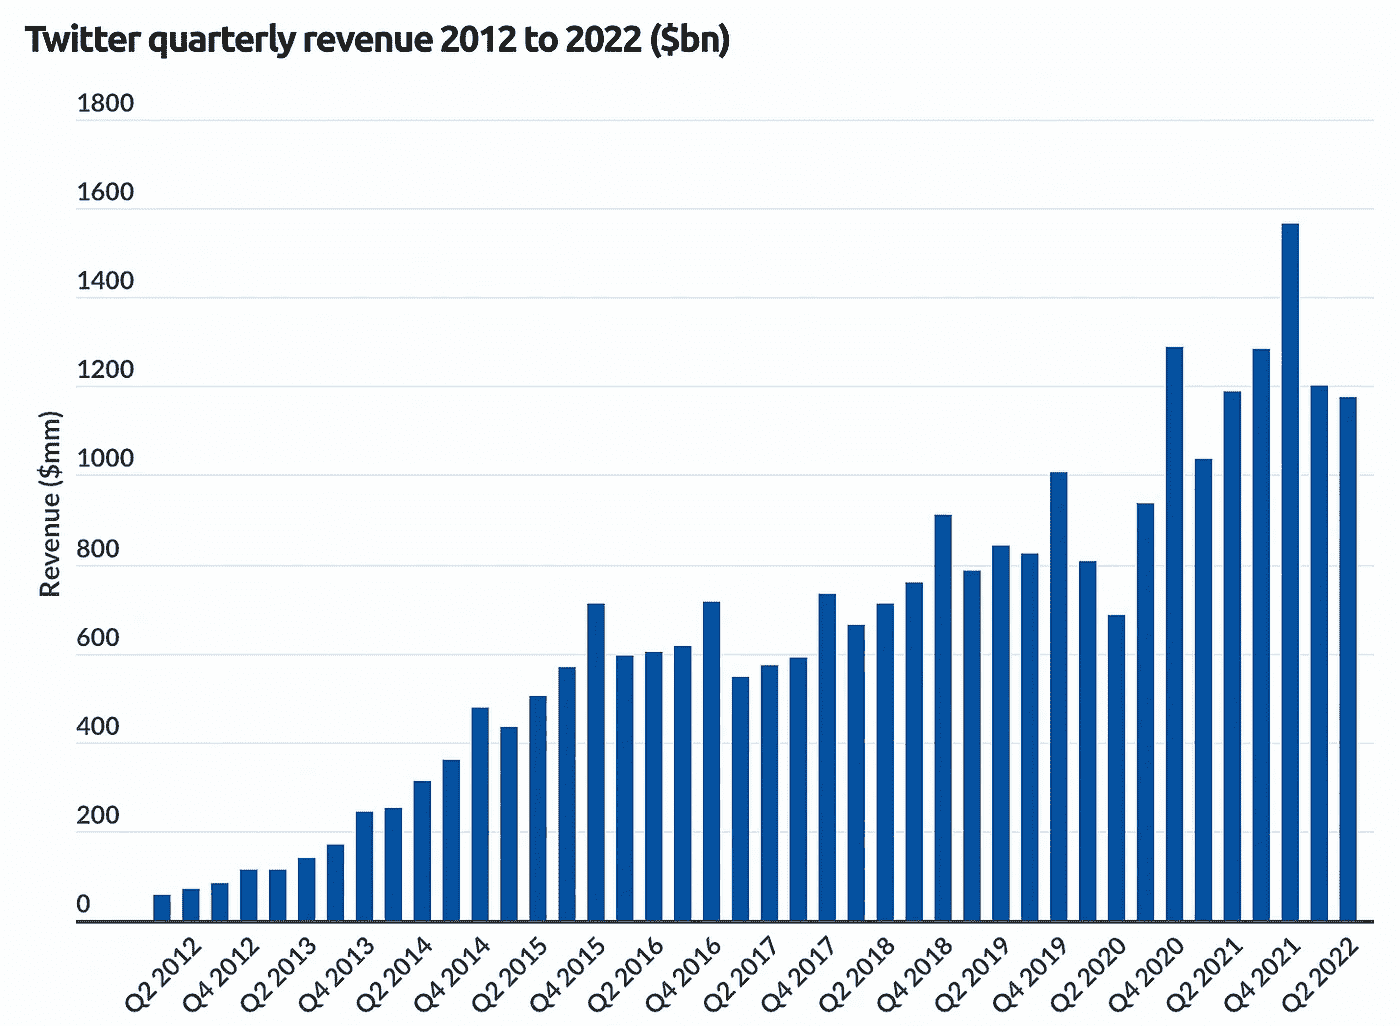 Twitter quarterly revenue 2012 to 2022 ($bn)
1800
1600
1400
1200
1000
800
600
400
200
0
Revenue ($mm)
Q2 2012
Q4 2012
Q2 2013
Q4 2013
Q2 2014
Q4 2014
Q2 2015
Q4 2015
Q2 2016
Q4 2016
Q2 2017
Q4 2017
Q2 2018
Q4 2018
Q2 2019
Q4 2019
Q2 2020
Q4 2020
Q2 2021
Q4 2021
Q2 2022